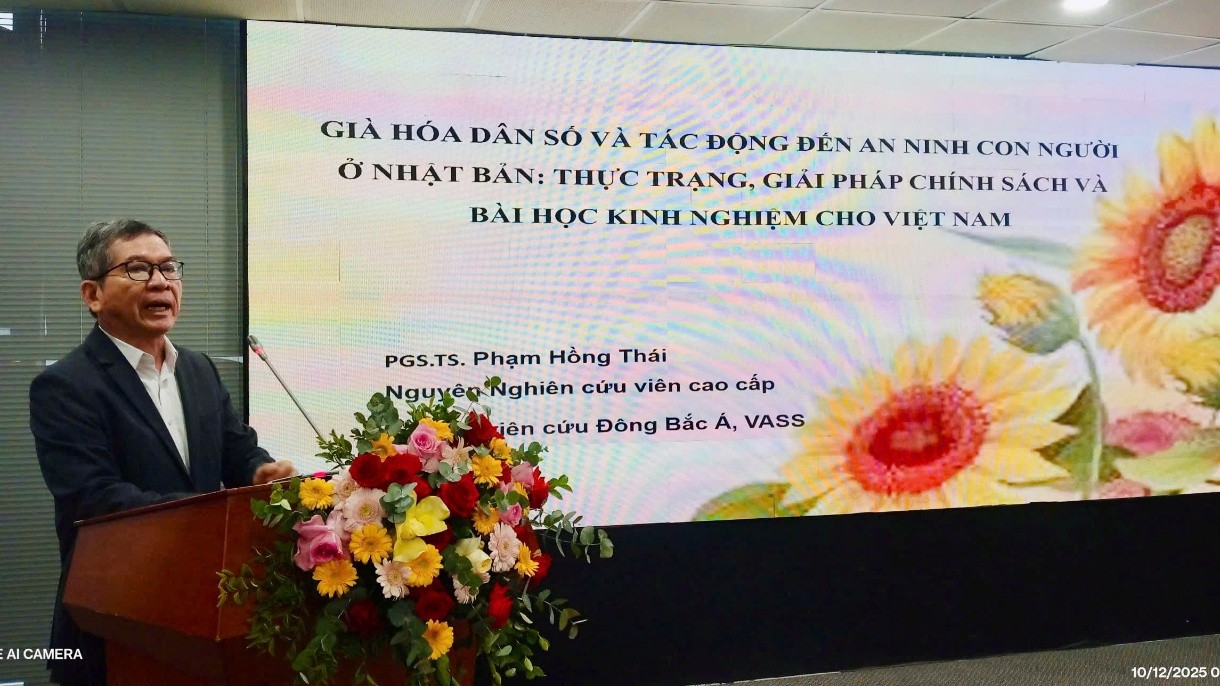 GIÀ HÓA DÂN SỐ VÀ TÁC ĐỘNG ĐẾN AN NINH CON NGƯỜI
Ở NHẬT BẢN: THỰC TRẠNG, GIẢI PHÁP CHÍNH SÁCH VÀ
BÀI HỌC KINH NGHIỆM CHO VIỆT NAM
PGS.TS. Phạm Hồng Thái
Nguyên Nghiên cứu viên cao cấp
cứu Đông Bắc Á, VASS
AI CAMERA
10/12/2025